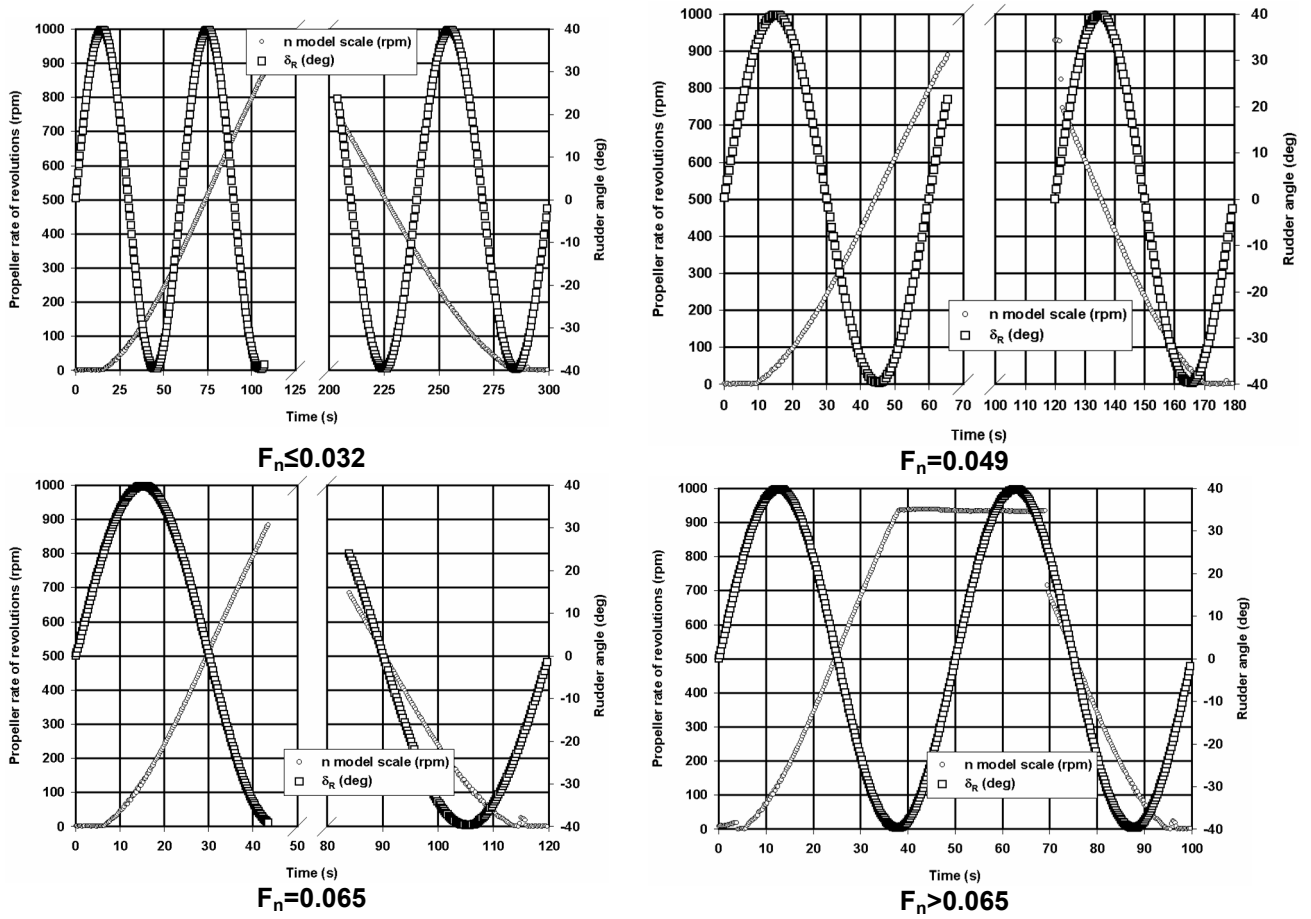 Propeller rate of revolutions (rpm)
1000
900
800
700
600
500
400
300
200
100
0
n model scale (rpm)
δR (deg)
40
30
20
10
0
-10
-20
-30
-40
Rudder angle (deg)
0 25 50 75 100 125 200 225 250 275 300
Time (s)
Fn≤0.032
Propeller rate of revolutions (rpm)
1000
900
800
700
600
500
400
300
200
100
0
n model scale (rpm)
δR (deg)
40
30
20
10
0
-10
-20
-30
-40
Rudder angle (deg)
0 10 20 30 40 50 60 70 100 110 120 130 140 150 160 170 180
Time (s)
Fn=0.049
Propeller rate of revolutions (rpm)
1000
900
800
700
600
500
400
300
200
100
0
n model scale (rpm)
δR (deg)
40
30
20
10
0
-10
-20
-30
-40
Rudder angle (deg)
0 10 20 30 40 50 80 90 100 110 120
Time (s)
Fn=0.065
Propeller rate of revolutions (rpm)
1000
900
800
700
600
500
400
300
200
100
0
n model scale (rpm)
δR (deg)
40
30
20
10
0
-10
-20
-30
-40
Rudder angle (deg)
0 10 20 30 40 50 60 70 80 90 100
Time (s)
Fn>0.065